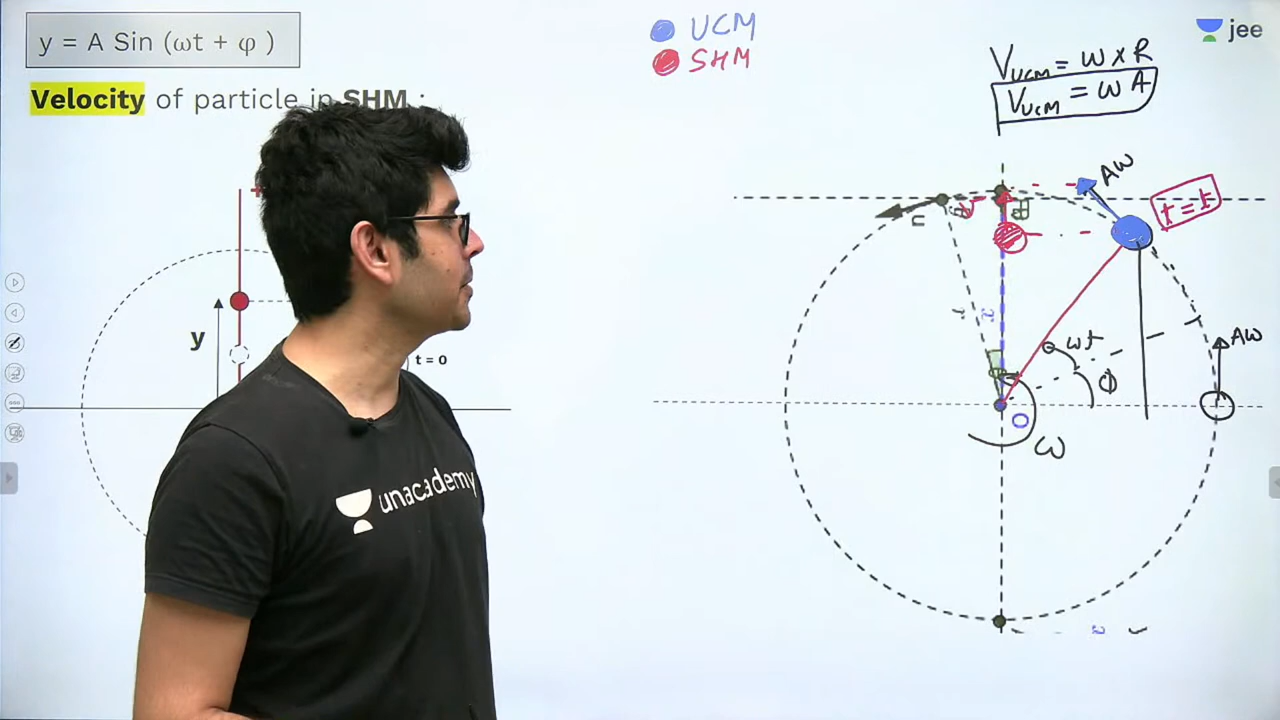 y = A Sin (ωt + φ )
Velocity of particle in SHM :
UCM
SHM
jee
V_UCM = ω × R
V_UCM = ω A
Aω
t = t
v
u
r
x
y
t = 0
ωt
Φ
Aω
O
ω
unacademy